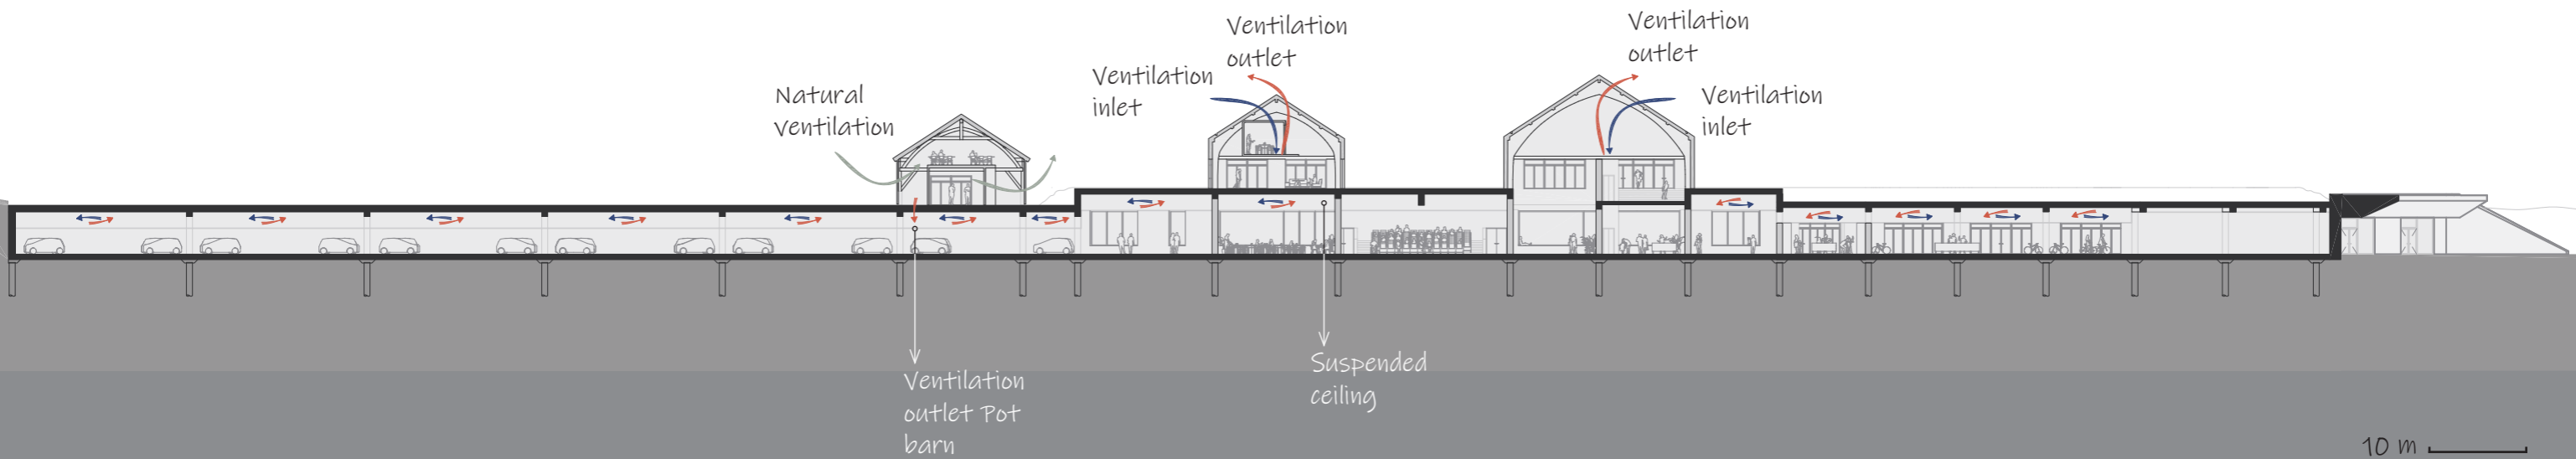 Natural
Ventilation
Ventilation
inlet
Ventilation
outlet
Ventilation
outlet
Ventilation
inlet
Ventilation
outlet Pot
barn
Suspended
ceiling
10 m